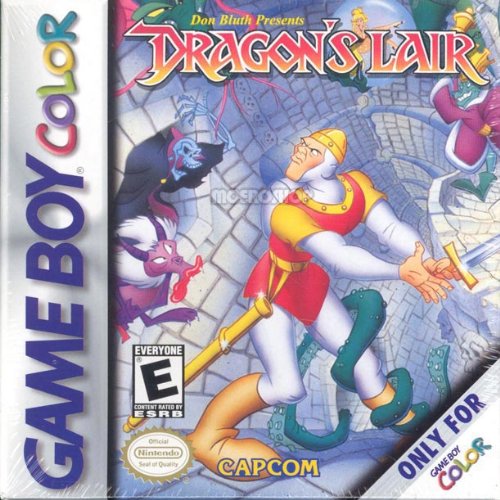 Don Bluth Presents
DRAGON'S LAIR
GAME BOY COLOR
MOEROSHOP
EVERYONE
E
CONTENT RATED BY
ESRB
Official
Nintendo
Seal of Quality
CAPCOM
ONLY FOR
GAME BOY
COLOR